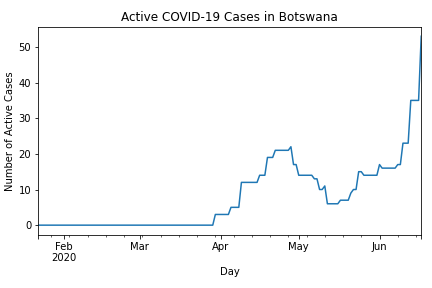 Active COVID-19 Cases in Botswana
Number of Active Cases
50
40
30
20
10
0
Feb Mar Apr May Jun
2020
Day